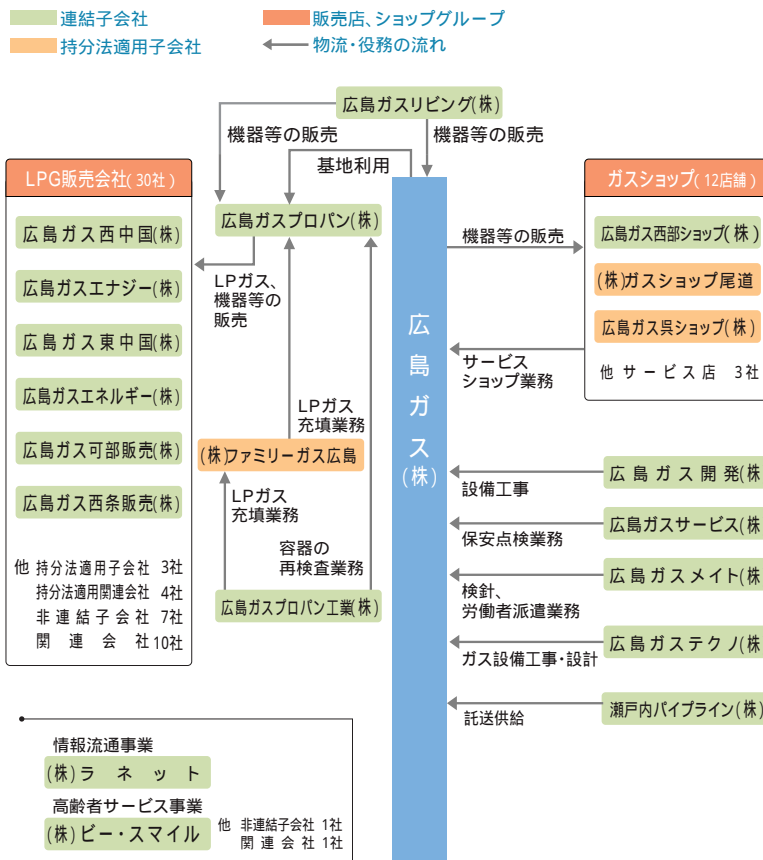 連結子会社
販売店、ショップグループ
持分法適用子会社
物流・役務の流れ
広島ガスリビング(株)
機器等の販売
機器等の販売
基地利用
LPG販売会社(30社)
広島ガス西中国(株)
広島ガスエナジー(株)
広島ガス東中国(株)
広島ガスエネルギー(株)
広島ガス可部販売(株)
広島ガス西条販売(株)
他 持分法適用子会社 3社
持分法適用関連会社 4社
非連結子会社 7社
関連会社 10社
広島ガスプロパン(株)
LPガス、
機器等の
販売
LPガス
充填業務
(株)ファミリーガス広島
LPガス
充填業務
容器の
再検査業務
広島ガスプロパン工業(株)
広島ガス(株)
ガスショップ(12店舗)
機器等の販売
広島ガス西部ショップ(株)
(株)ガスショップ尾道
広島ガス呉ショップ(株)
他 サービス店 3社
サービス
ショップ業務
広島ガス開発(株
設備工事
広島ガスサービス(株
保安点検業務
広島ガスメイト(株
検針、
労働者派遣業務
広島ガステクノ(株
ガス設備工事・設計
瀬戸内パイプライン(株)
託送供給
情報流通事業
(株)ラネット
高齢者サービス事業
(株)ビー・スマイル
他 非連結子会社 1社
関連会社 1社